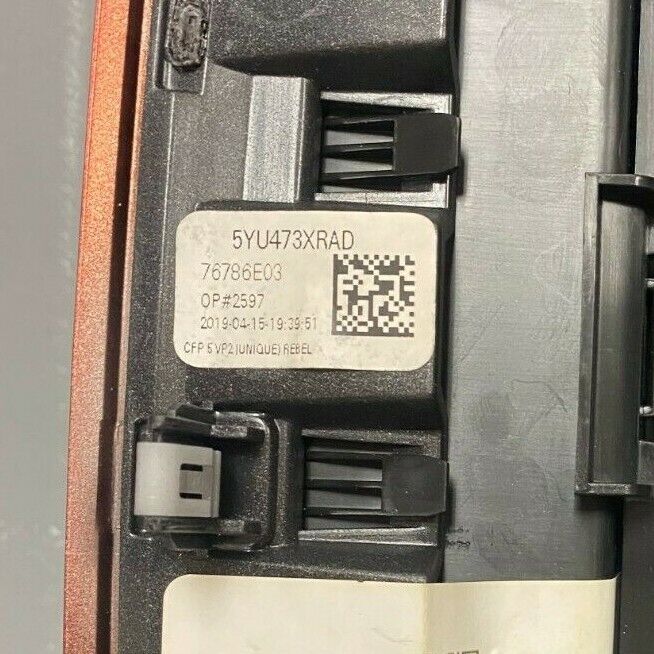 5YU473XRAD
76786E03
OP#2597
2019-04-15-19:39:51
CFP 5 VP2 (UNIQUE) REBEL